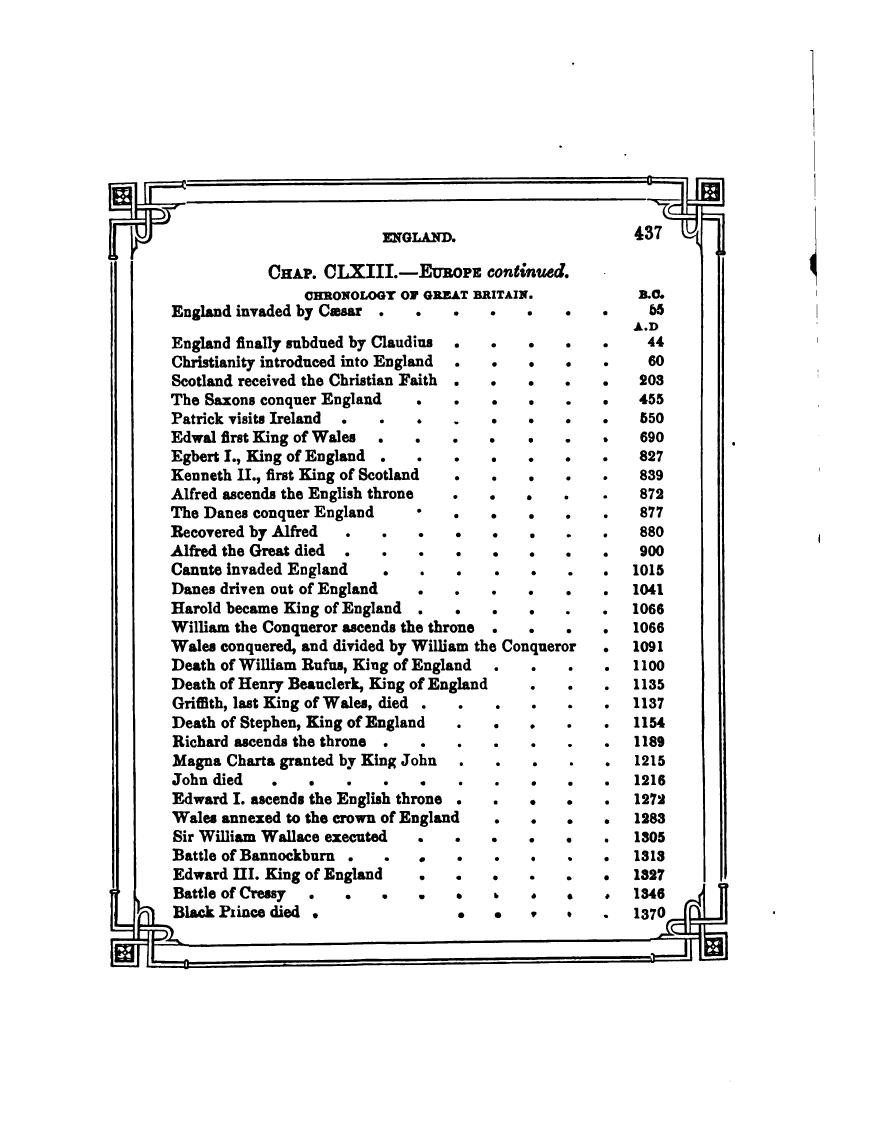 ENGLAND. 437
CHAP. CLXIII.—EUROPE continued.
CHRONOLOGY OF GREAT BRITAIN. B.C.
England invaded by Cæsar . . . . . . . 55
A.D
England finally subdued by Claudius . . . . . 44
Christianity introduced into England . . . . . 60
Scotland received the Christian Faith . . . . . 203
The Saxons conquer England . . . . . . 455
Patrick visits Ireland . . . . . . . . 550
Edwal first King of Wales . . . . . . . 690
Egbert I., King of England . . . . . . . 827
Kenneth II., first King of Scotland . . . . . 839
Alfred ascends the English throne . . . . . 872
The Danes conquer England . . . . . . 877
Recovered by Alfred . . . . . . . . 880
Alfred the Great died . . . . . . . . 900
Canute invaded England . . . . . . . 1015
Danes driven out of England . . . . . . 1041
Harold became King of England . . . . . . 1066
William the Conqueror ascends the throne . . . . 1066
Wales conquered, and divided by William the Conqueror . 1091
Death of William Rufus, King of England . . . . 1100
Death of Henry Beauclerk, King of England . . . 1135
Griffith, last King of Wales, died . . . . . . 1137
Death of Stephen, King of England . . . . . 1154
Richard ascends the throne . . . . . . . 1189
Magna Charta granted by King John . . . . . 1215
John died . . . . . . . . . . 1216
Edward I. ascends the English throne . . . . . 1272
Wales annexed to the crown of England . . . . 1283
Sir William Wallace executed . . . . . . 1305
Battle of Bannockburn . . . . . . . . 1313
Edward III. King of England . . . . . . 1327
Battle of Cressy . . . . . . . . . 1346
Black Prince died . . . . . . 1370